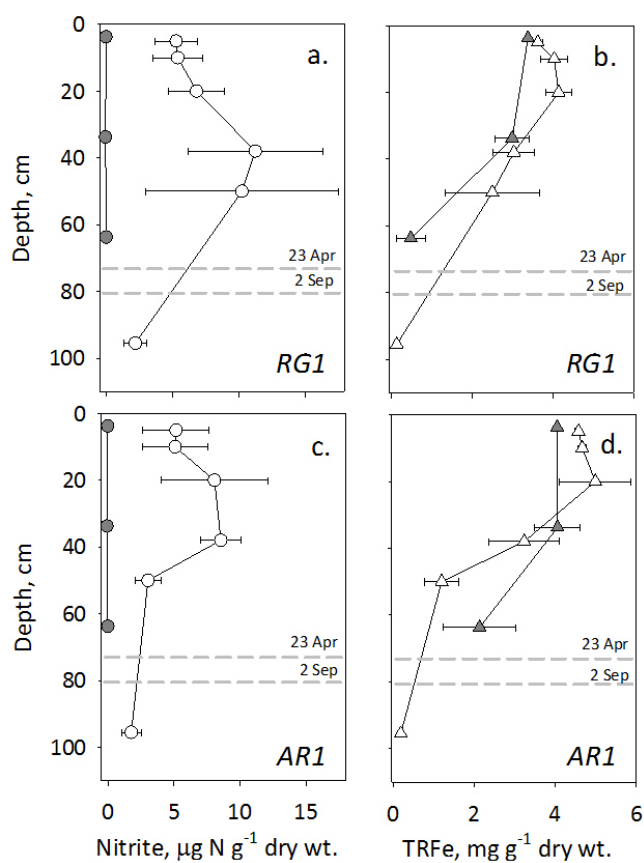 0
20
40
60
80
100
Depth, cm
a.
23 Apr
2 Sep
RG1
b.
23 Apr
2 Sep
RG1
0
20
40
60
80
100
Depth, cm
c.
23 Apr
2 Sep
AR1
d.
23 Apr
2 Sep
AR1
0 5 10 15
0 2 4 6
Nitrite, µg N g⁻¹ dry wt.
TRFe, mg g⁻¹ dry wt.